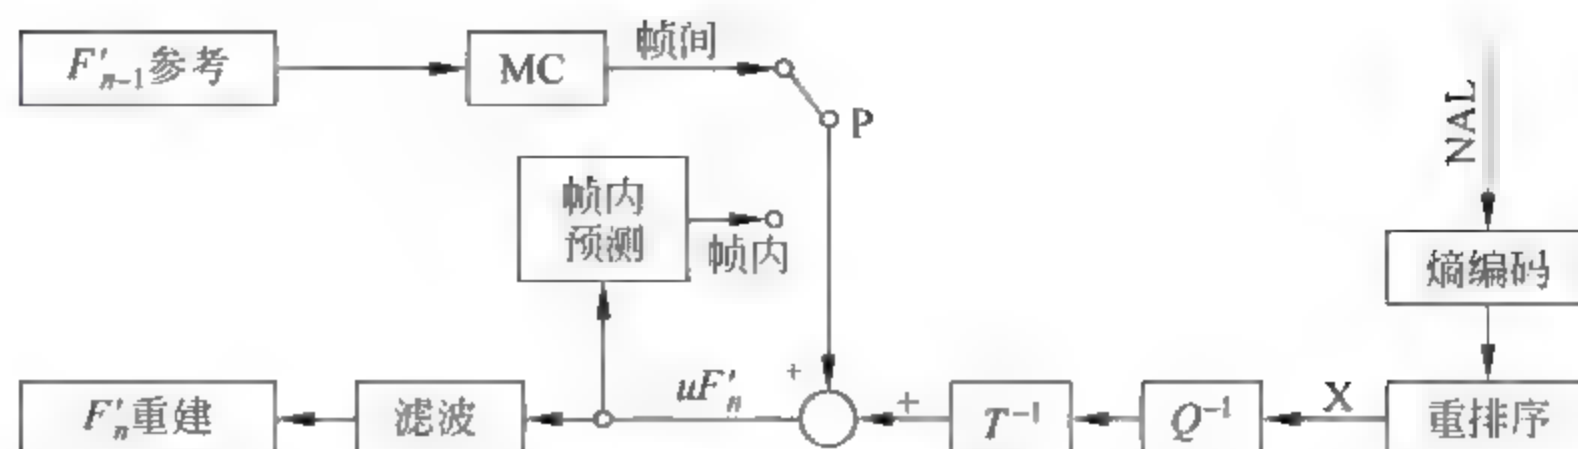 F'ₙ₋₁参考
MC
帧间
P
NAL
帧内
预测
帧内
熵编码
F'ₙ重建
滤波
uF'ₙ
+
+
T⁻¹
Q⁻¹
X
重排序